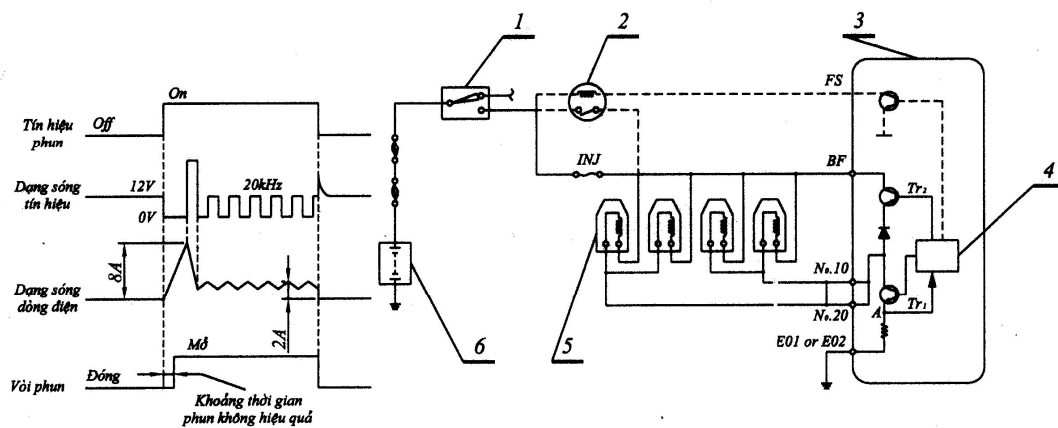 1
2
3
On
FS
Tín hiệu
phun
Off
INJ
BF
Dạng sóng
tín hiệu
12V
0V
20kHz
Tr₂
4
8A
Nₒ.10
Dạng sóng
dòng điện
2A
Nₒ.20
A
Tr₁
5
6
E01 or E02
Mở
Vòi phun
Đóng
Khoảng thời gian
phun không hiệu quả